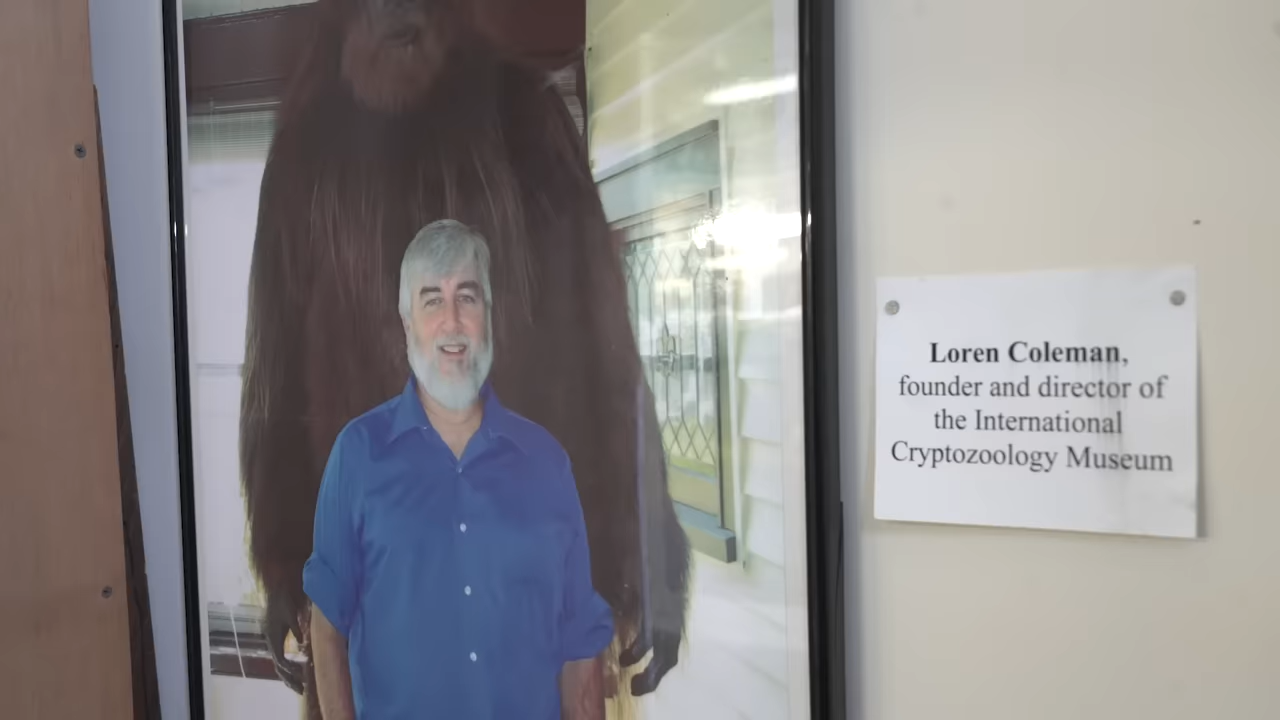 Loren Coleman,
founder and director of
the International
Cryptozoology Museum